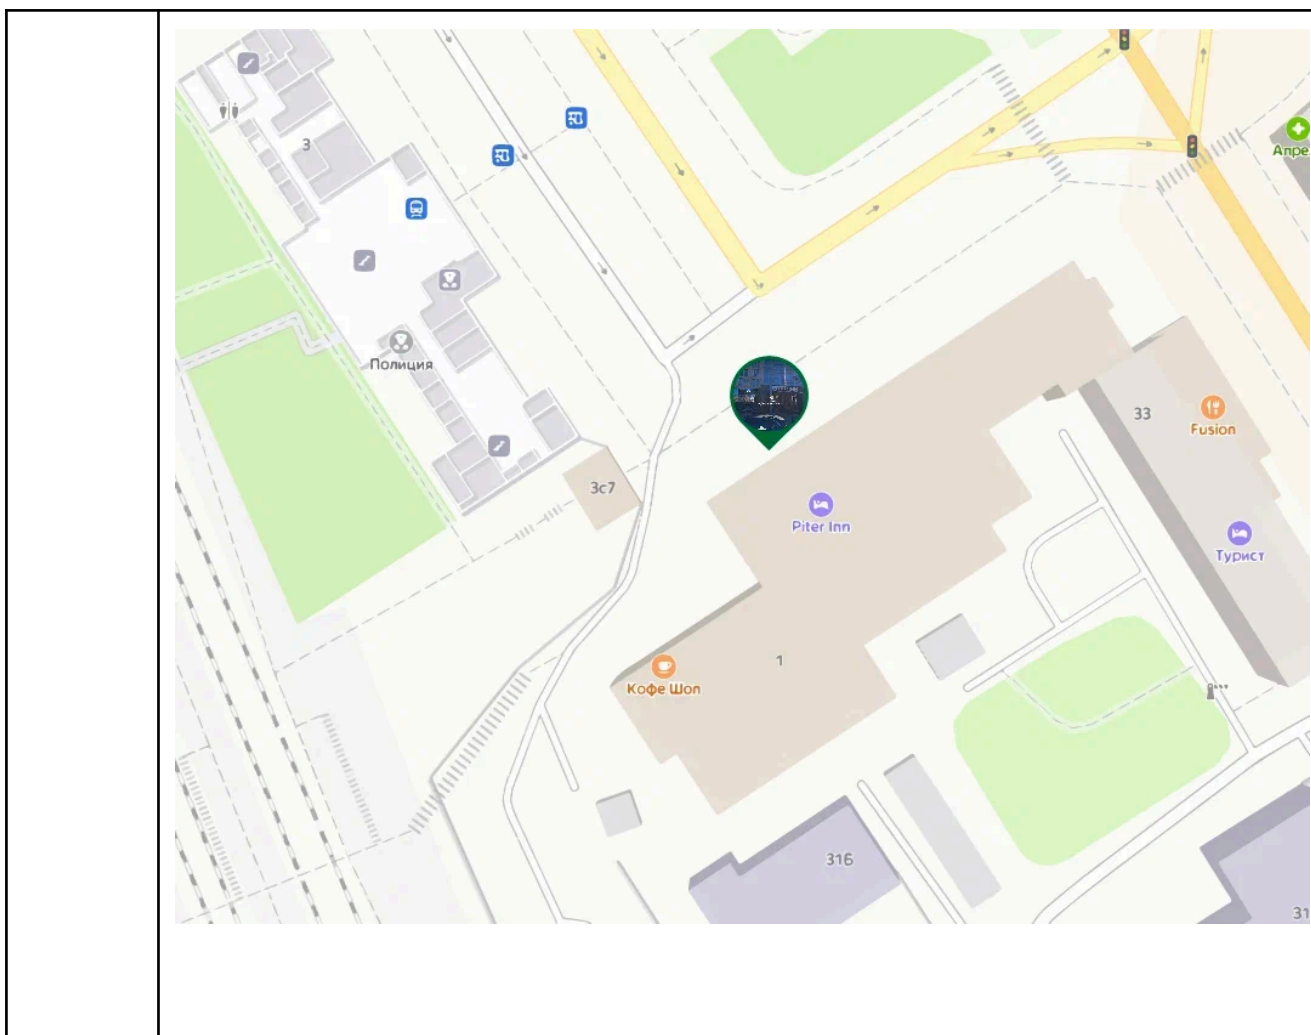 3
Апре
Полиция
33
Fusion
3с7
Piter Inn
Турист
1
Кофе Шоп
31Б
31